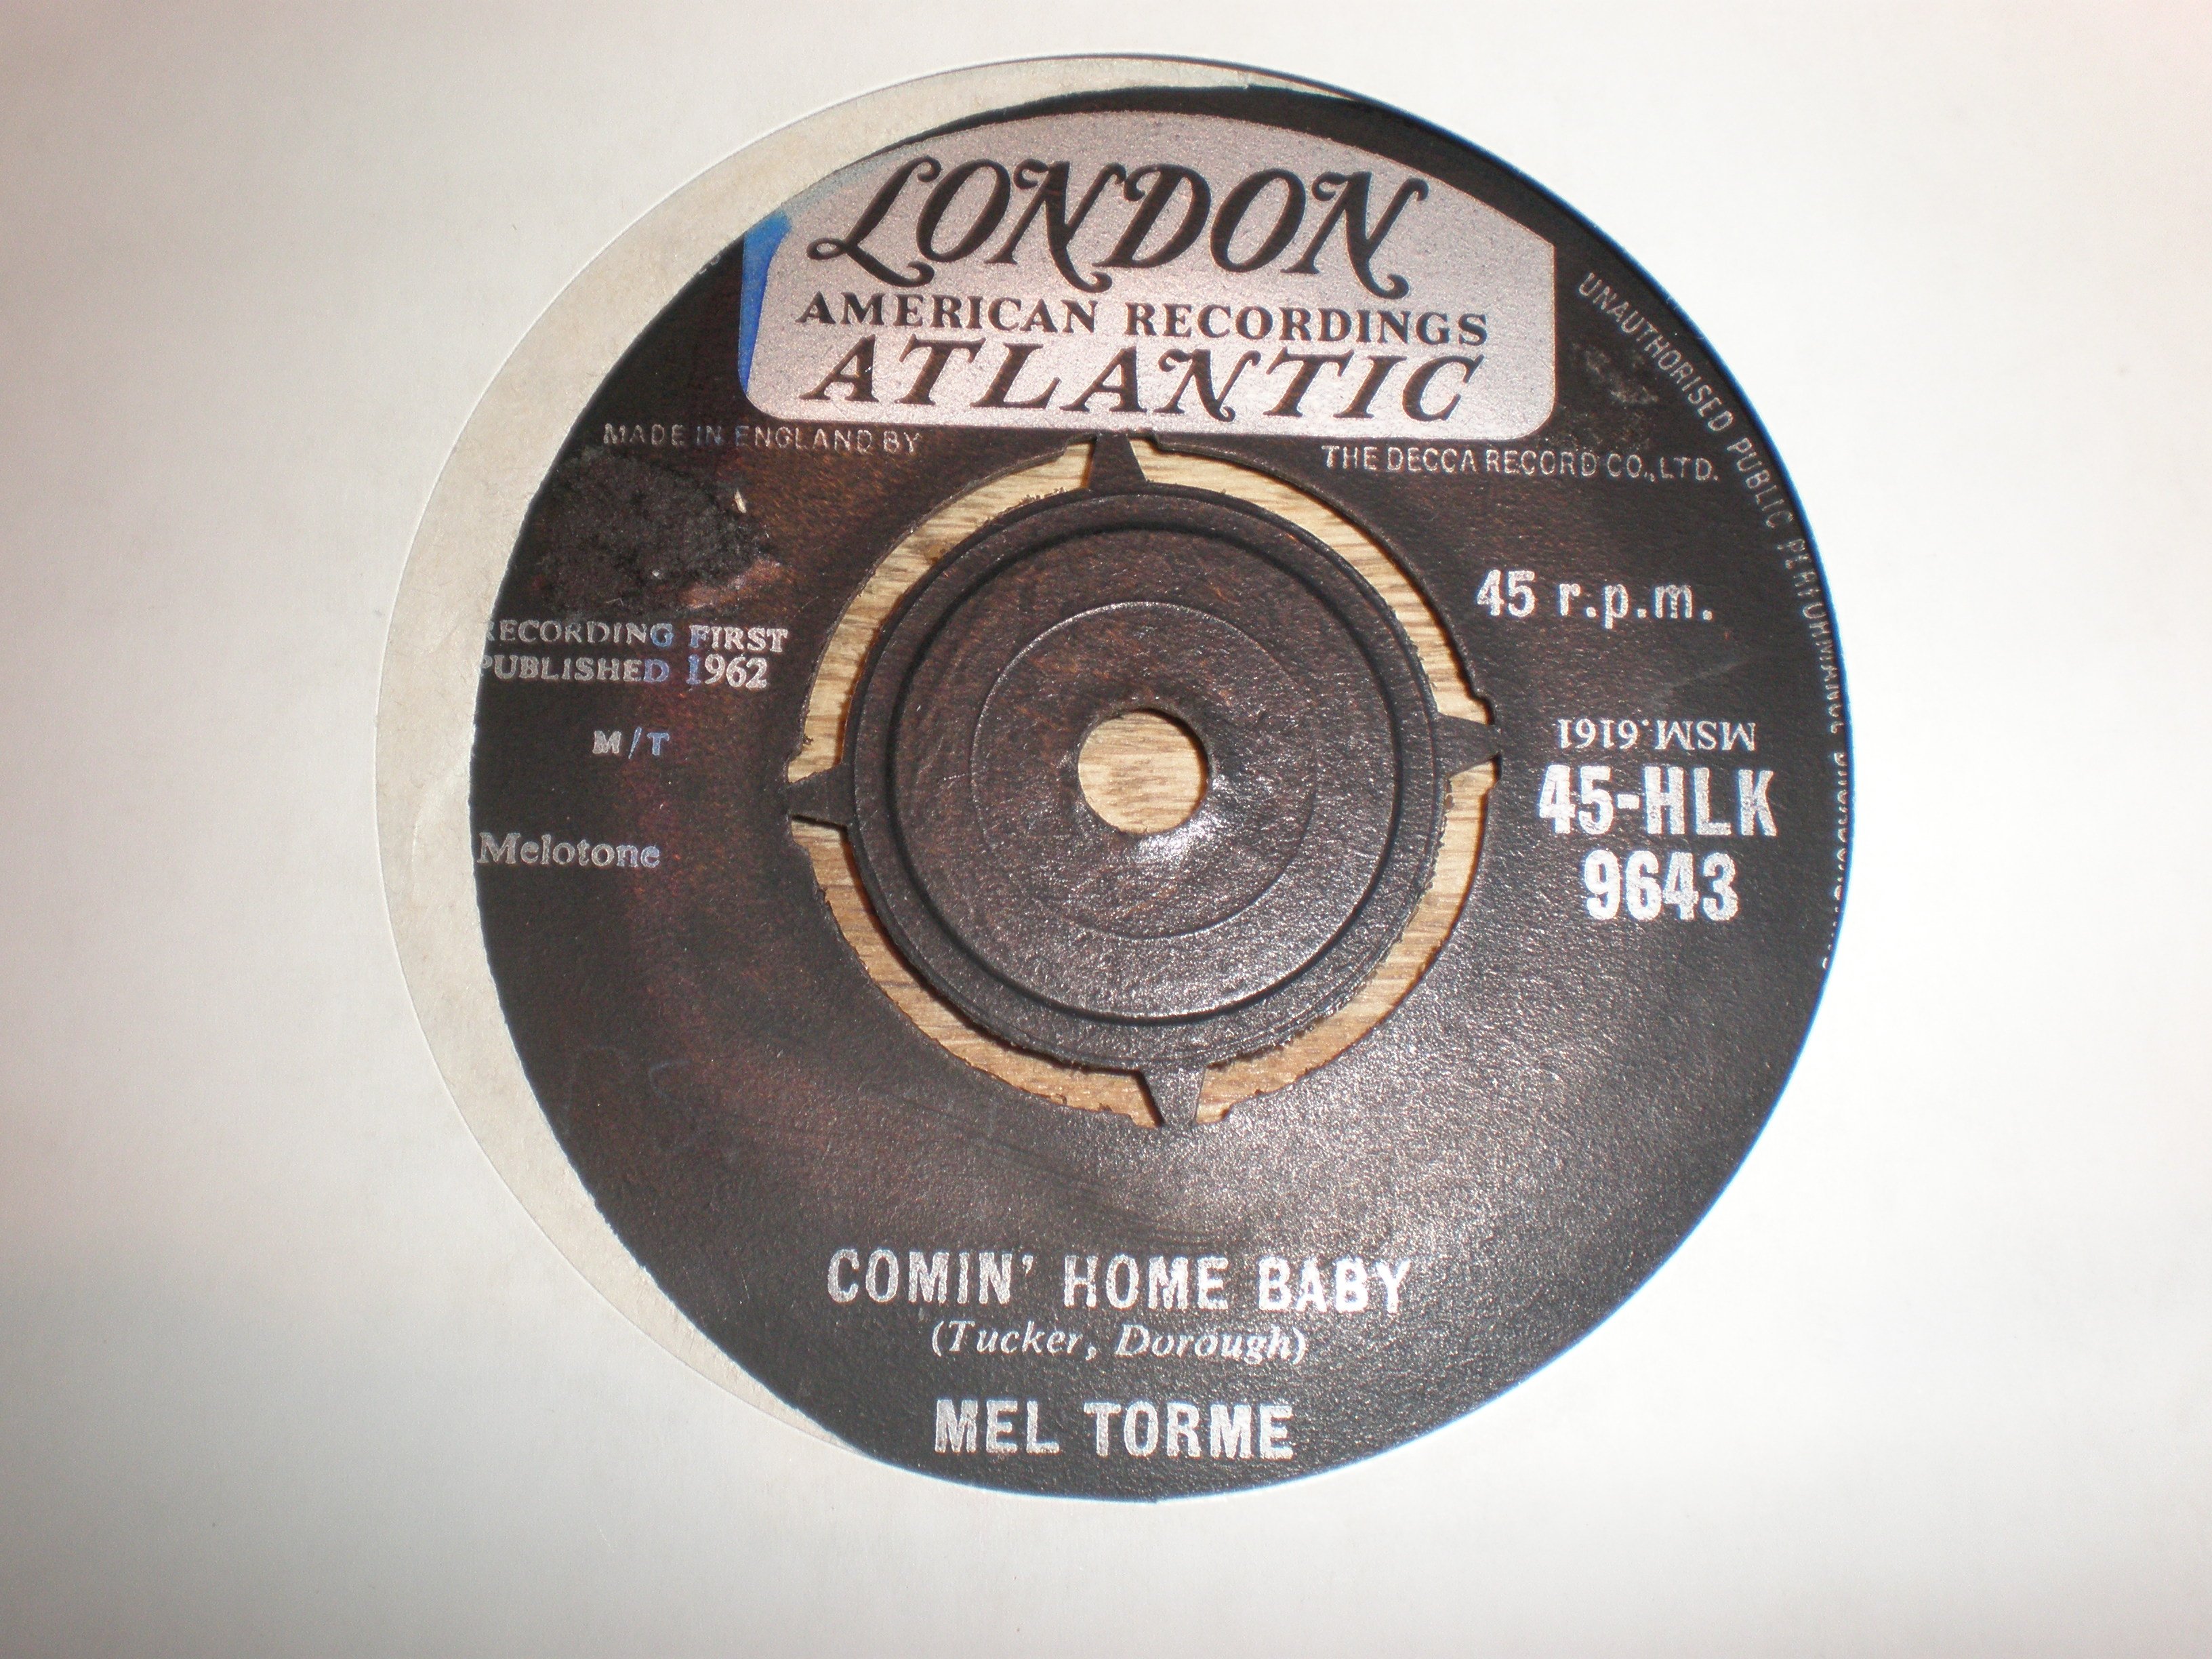 LONDON
AMERICAN RECORDINGS
ATLANTIC
MADE IN ENGLAND BY
THE DECCA RECORD CO., LTD.
UNAUTHORISED PUBLIC PERFORMANCE
45 r.p.m.
RECORDING FIRST
PUBLISHED 1962
M/T
MSM.6161
45-HLK
9643
Melotone
COMIN' HOME BABY
(Tucker, Dorough)
MEL TORME